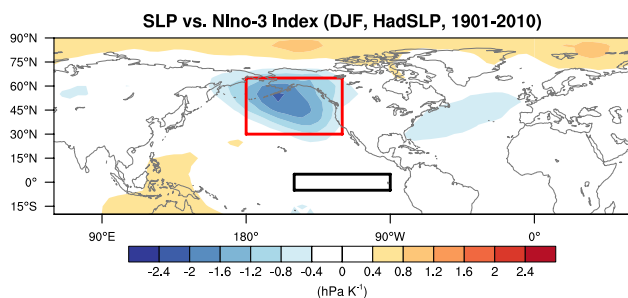 SLP vs. NIno-3 Index (DJF, HadSLP, 1901-2010)
90°N
75°N
60°N
45°N
30°N
15°N
0°
15°S
90°E 180° 90°W 0°
-2.4 -2 -1.6 -1.2 -0.8 -0.4 0 0.4 0.8 1.2 1.6 2 2.4
(hPa K⁻¹)